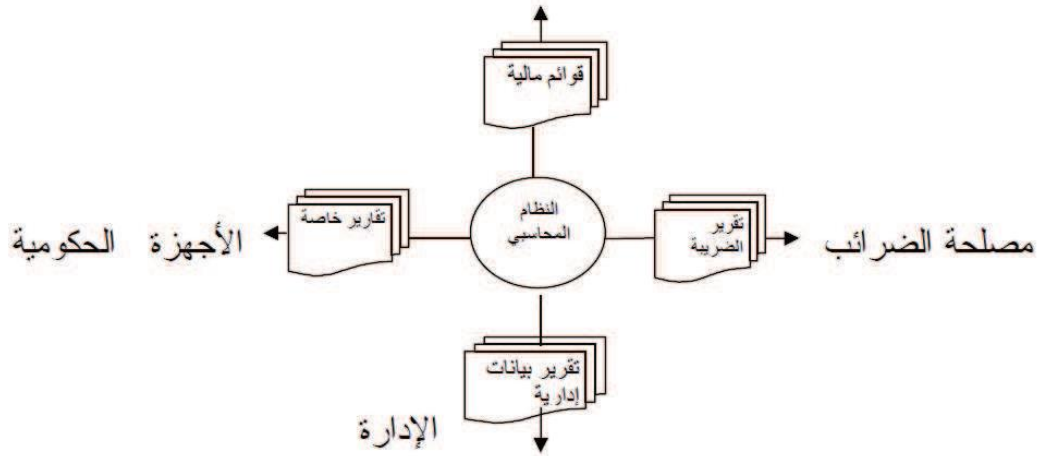 قوائم مالية
النظام
المحاسبي
تقرير
الضريبة
مصلحة الضرائب
تقارير خاصة
الأجهزة الحكومية
تقرير بيانات
إدارية
الإدارة